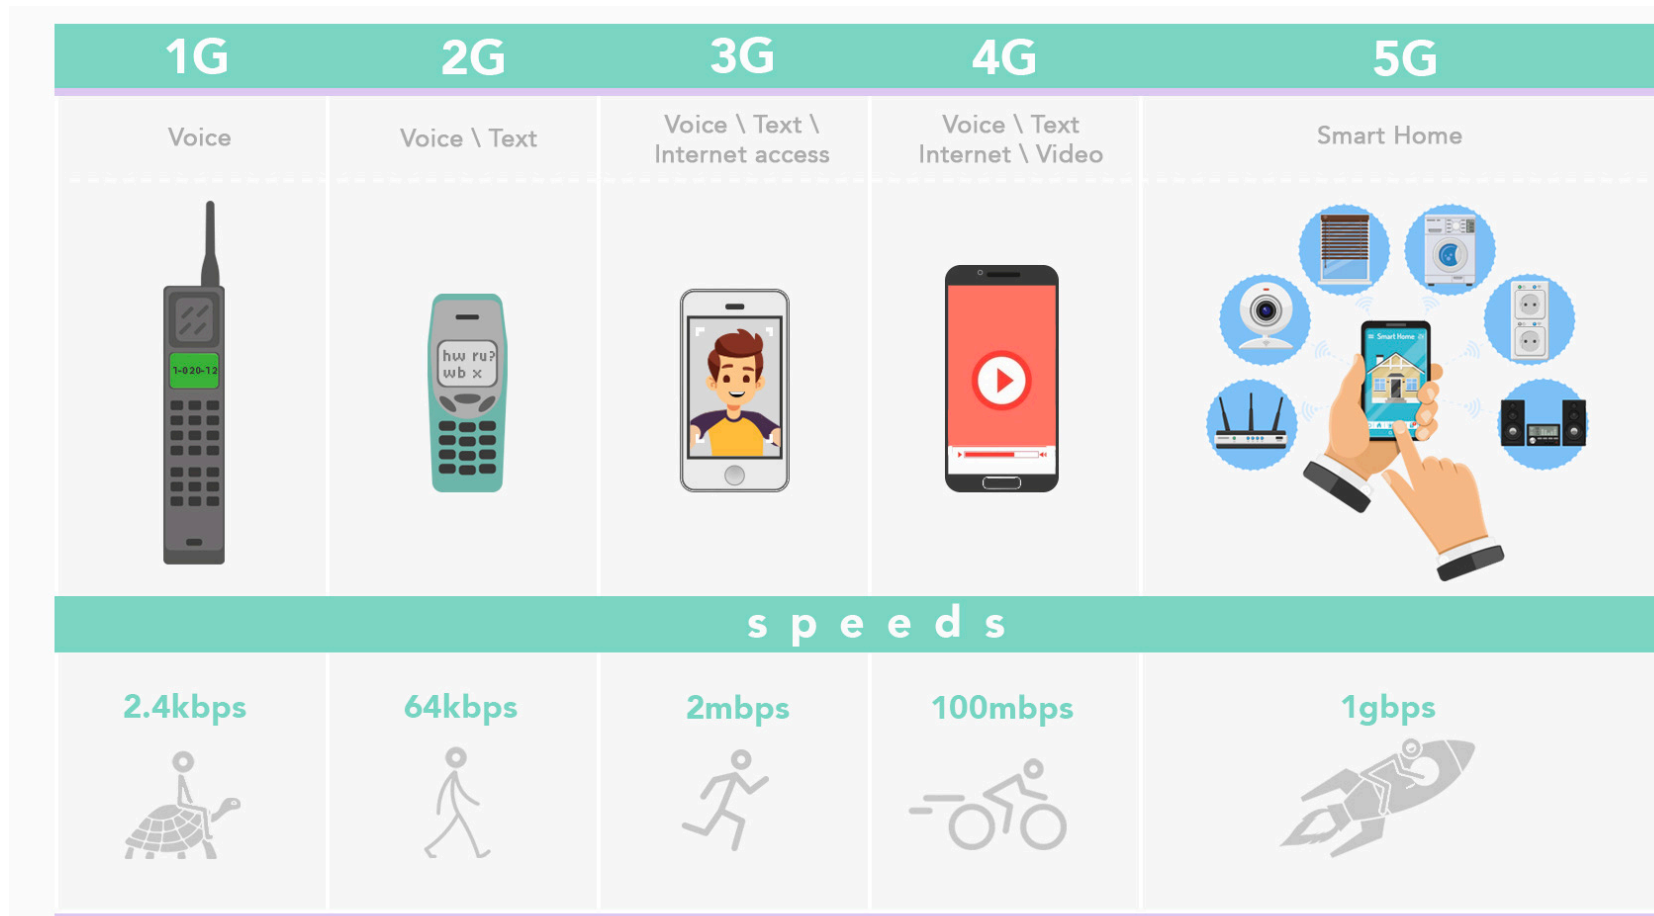 1G
2G
3G
4G
5G
Voice
Voice \ Text
Voice \ Text \
Internet access
Voice \ Text
Internet \ Video
Smart Home
1-020-12
hw ru?
wb x
Smart Home
speeds
2.4kbps
64kbps
2mbps
100mbps
1gbps